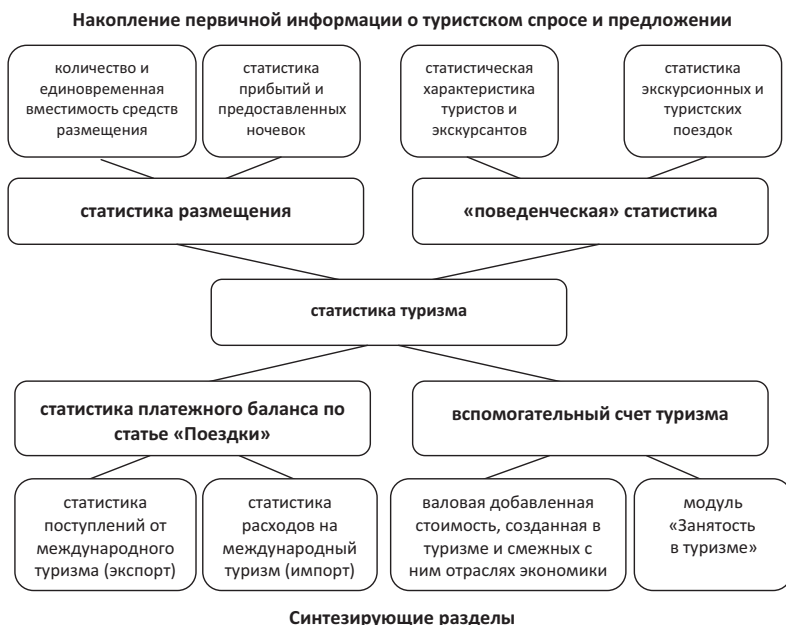 Накопление первичной информации о туристском спросе и предложении
количество и
единовременная
вместимость средств
размещения
статистика
прибытий и
предоставленных
ночевок
статистическая
характеристика
туристов и
экскурсантов
статистика
экскурсионных и
туристских
поездок
статистика размещения
«поведенческая» статистика
статистика туризма
статистика платежного баланса по
статье «Поездки»
вспомогательный счет туризма
статистика
поступлений от
международного
туризма (экспорт)
статистика
расходов на
международный
туризм (импорт)
валовая добавленная
стоимость, созданная в
туризме и смежных с
ним отраслях экономики
модуль
«Занятость
в туризме»
Синтезирующие разделы